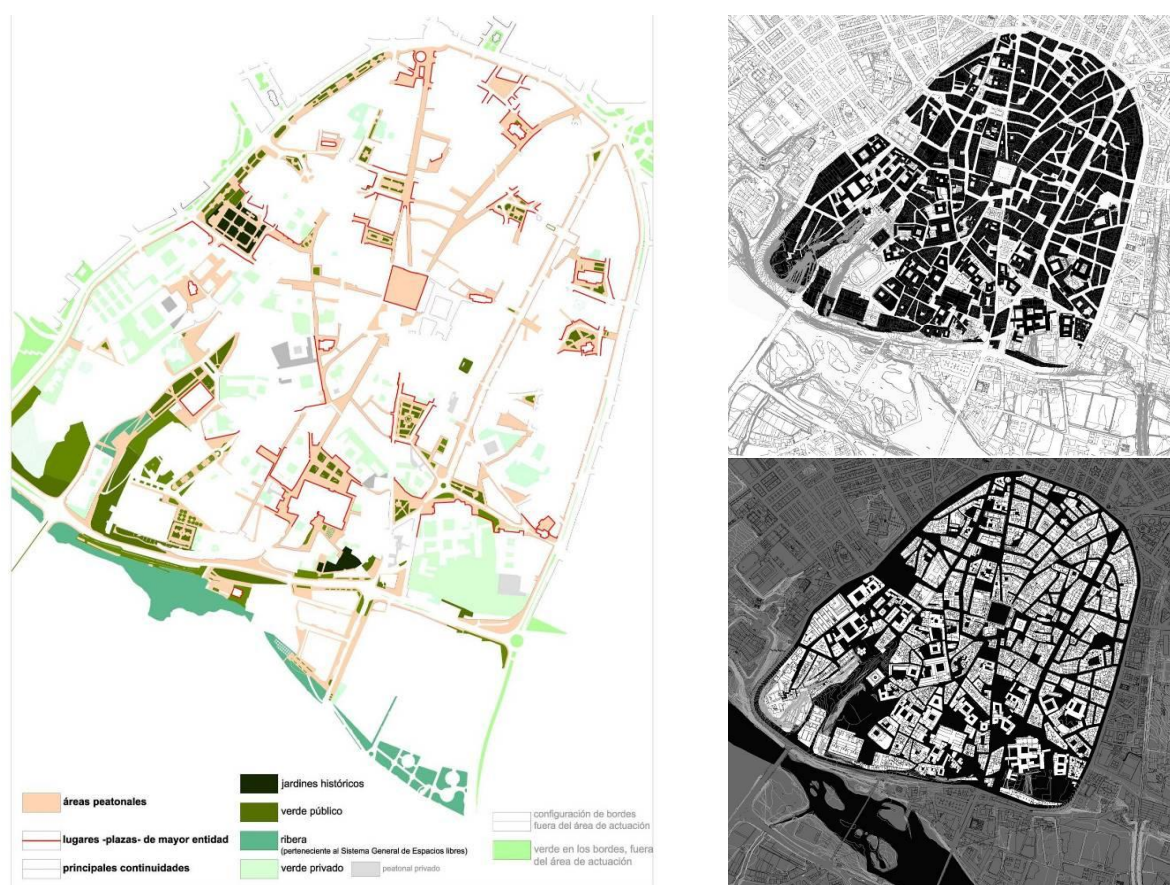 áreas peatonales
lugares -plazas- de mayor entidad
principales continuidades
jardines históricos
verde público
ribera
(perteneciente al Sistema General de Espacios libres)
verde privado
peatonal privado
configuración de bordes
fuera del área de actuación
verde en los bordes, fuera
del área de actuación